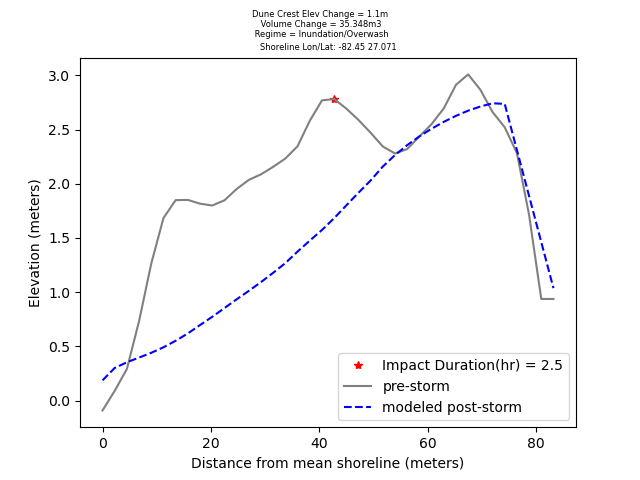 Dune Crest Elev Change = 1.1m
Volume Change = 35.348m3
Regime = Inundation/Overwash
Shoreline Lon/Lat: -82.45 27.071
3.0
2.5
2.0
1.5
1.0
0.5
0.0
Elevation (meters)
Impact Duration(hr) = 2.5
pre-storm
modeled post-storm
0 20 40 60 80
Distance from mean shoreline (meters)